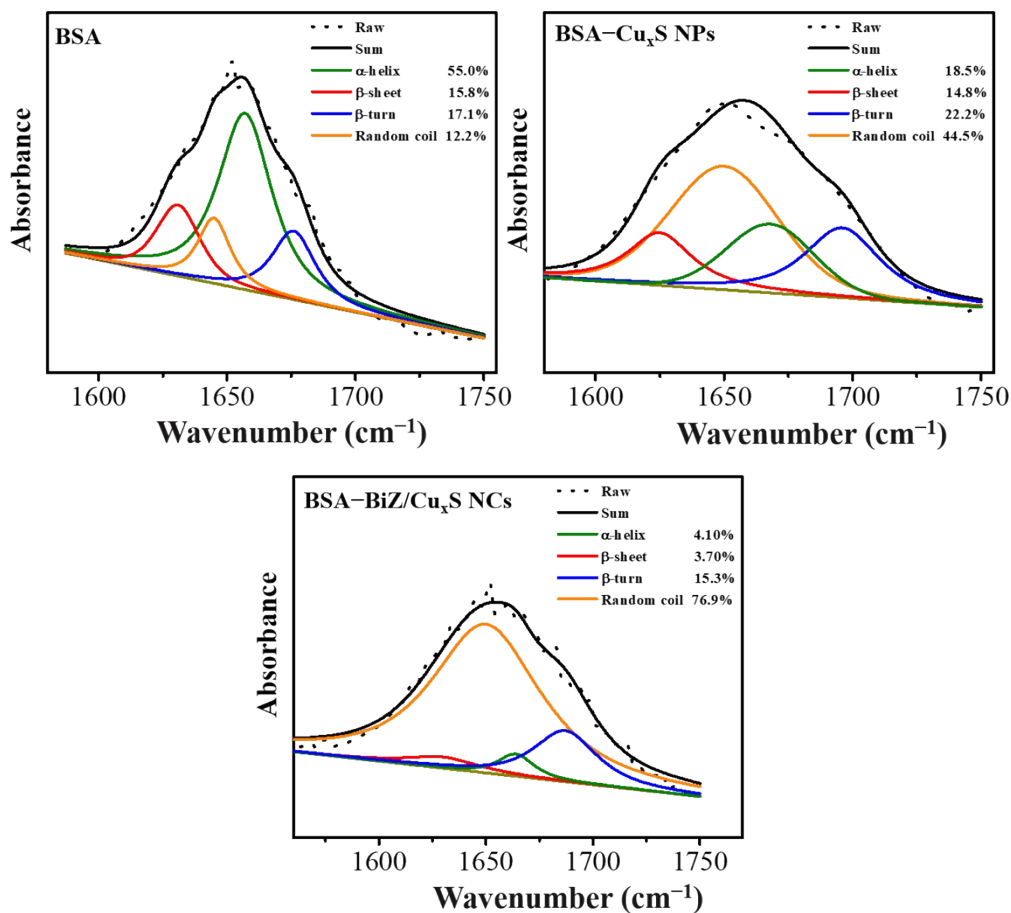 BSA
Raw
Sum
α-helix 55.0%
β-sheet 15.8%
β-turn 17.1%
Random coil 12.2%
Absorbance
1600 1650 1700 1750
Wavenumber (cm⁻¹)
BSA−CuₓS NPs
Raw
Sum
α-helix 18.5%
β-sheet 14.8%
β-turn 22.2%
Random coil 44.5%
Absorbance
1600 1650 1700 1750
Wavenumber (cm⁻¹)
BSA−BiZ/CuₓS NCs
Raw
Sum
α-helix 4.10%
β-sheet 3.70%
β-turn 15.3%
Random coil 76.9%
Absorbance
1600 1650 1700 1750
Wavenumber (cm⁻¹)